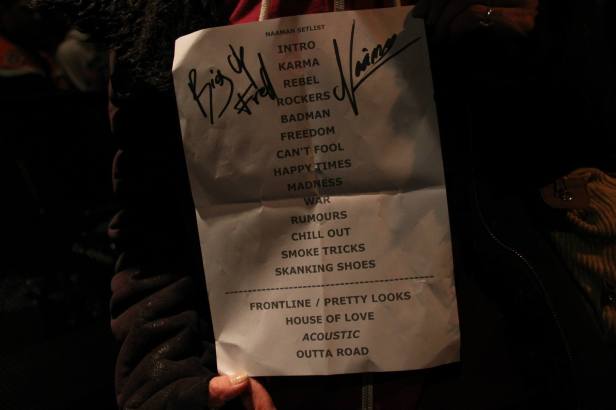 NAAMAN SETLIST
INTRO
KARMA
REBEL
ROCKERS
BADMAN
FREEDOM
CAN'T FOOL
HAPPY TIMES
MADNESS
WAR
RUMOURS
CHILL OUT
SMOKE TRICKS
SKANKING SHOES
FRONTLINE / PRETTY LOOKS
HOUSE OF LOVE
ACOUSTIC
OUTTA ROAD
Naâman